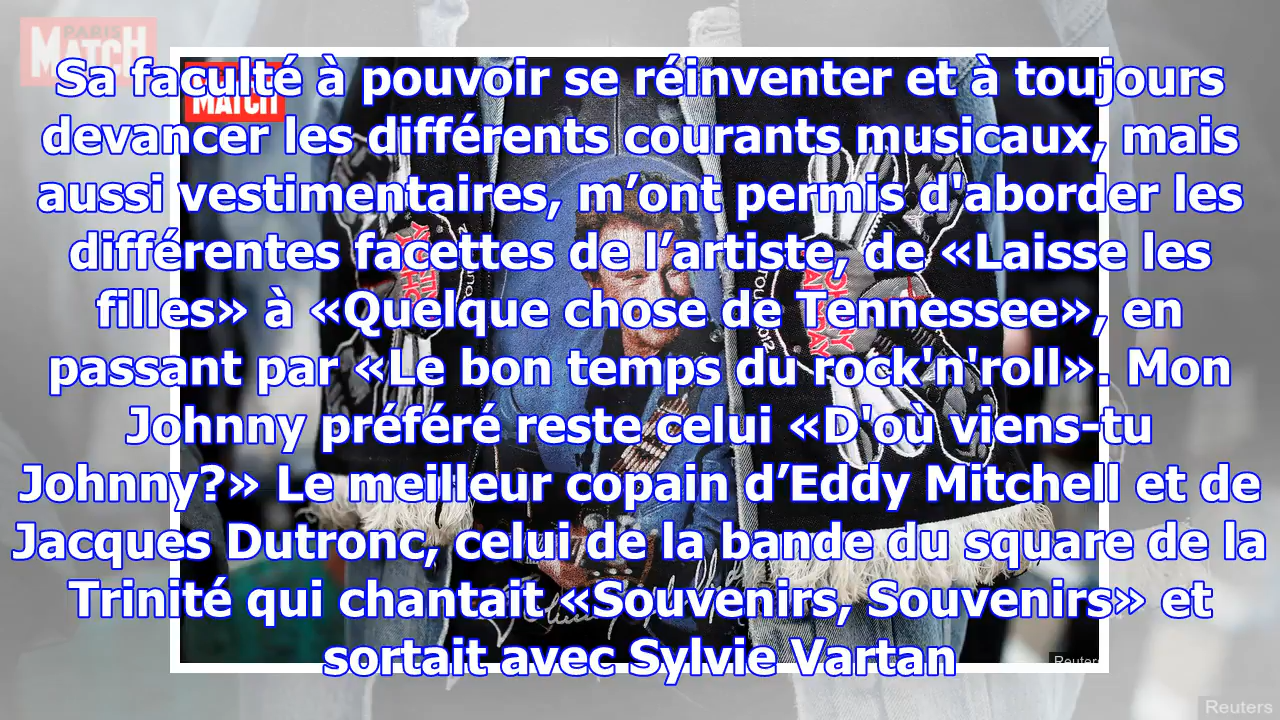 PARIS
MATCH
MATCH
Sa faculté à pouvoir se réinventer et à toujours
devancer les différents courants musicaux, mais
aussi vestimentaires, m’ont permis d'aborder les
différentes facettes de l’artiste, de «Laisse les
filles» à «Quelque chose de Tennessee», en
passant par «Le bon temps du rock'n'roll». Mon
Johnny préféré reste celui «D'où viens-tu
Johnny?» Le meilleur copain d’Eddy Mitchell et de
Jacques Dutronc, celui de la bande du square de la
Trinité qui chantait «Souvenirs, Souvenirs» et
sortait avec Sylvie Vartan
Reuters
Reuters